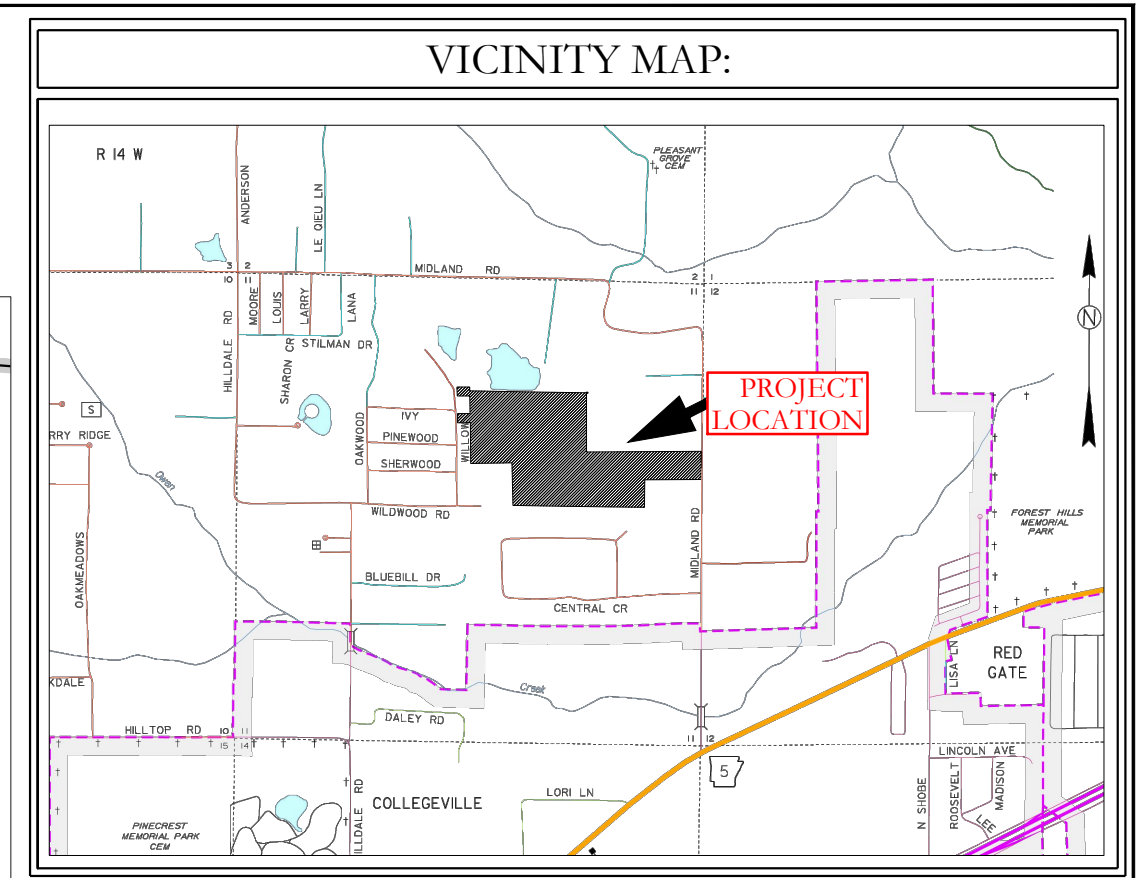 VICINITY MAP:
R 14 W
PLEASANT
GROVE
CEM
ANDERSON
LE QIEU LN
3 2
10 11
MIDLAND RD
2 1
11 12
HILLDALE RD
MOORE
LOUIS
LARRY
LANA
STILMAN DR
SHARON CR
N
PROJECT
LOCATION
S
RRY RIDGE
OAKWOOD
IVY
PINEWOOD
SHERWOOD
WILLOW
WILDWOOD RD
Owen
OAKMEADOWS
MIDLAND RD
FOREST HILLS
MEMORIAL
PARK
BLUEBILL DR
CENTRAL CR
LISA LN
RED
GATE
KDALE
Creek
DALEY RD
HILLTOP RD
10 11
15 14
11 12
5
LINCOLN AVE
COLLEGEVILLE
LORI LN
ILLDALE RD
N SHOBE
ROOSEVELT
MADISON
LEE
PINECREST
MEMORIAL PARK
CEM